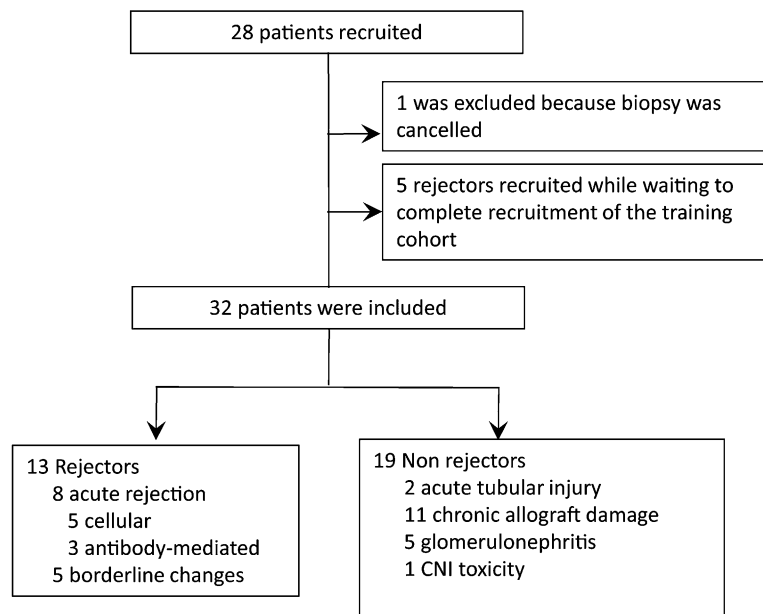 28 patients recruited
1 was excluded because biopsy was
cancelled
5 rejectors recruited while waiting to
complete recruitment of the training
cohort
32 patients were included
13 Rejectors
8 acute rejection
5 cellular
3 antibody-mediated
5 borderline changes
19 Non rejectors
2 acute tubular injury
11 chronic allograft damage
5 glomerulonephritis
1 CNI toxicity